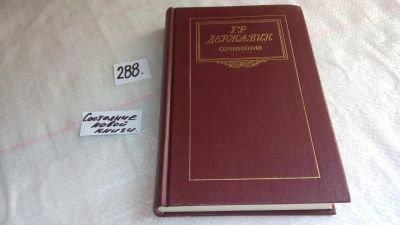 Г.Р.
ДЕРЖАВИН
СОЧИНЕНИЯ
288.
Состояние
новой
книги.